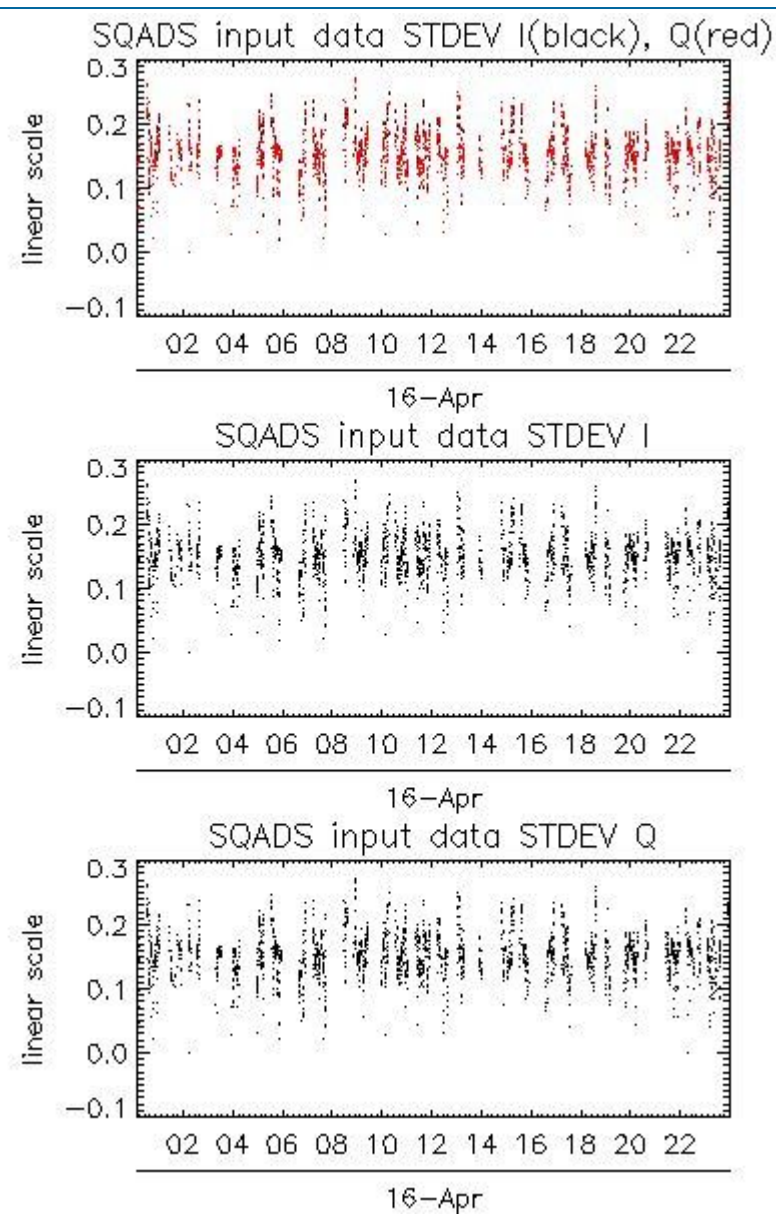 SQADS input data STDEV I(black), Q(red)
0.3
0.2
0.1
0.0
−0.1
linear scale
02 04 06 08 10 12 14 16 18 20 22
16−Apr
SQADS input data STDEV I
0.3
0.2
0.1
0.0
−0.1
linear scale
02 04 06 08 10 12 14 16 18 20 22
16−Apr
SQADS input data STDEV Q
0.3
0.2
0.1
0.0
−0.1
linear scale
02 04 06 08 10 12 14 16 18 20 22
16−Apr